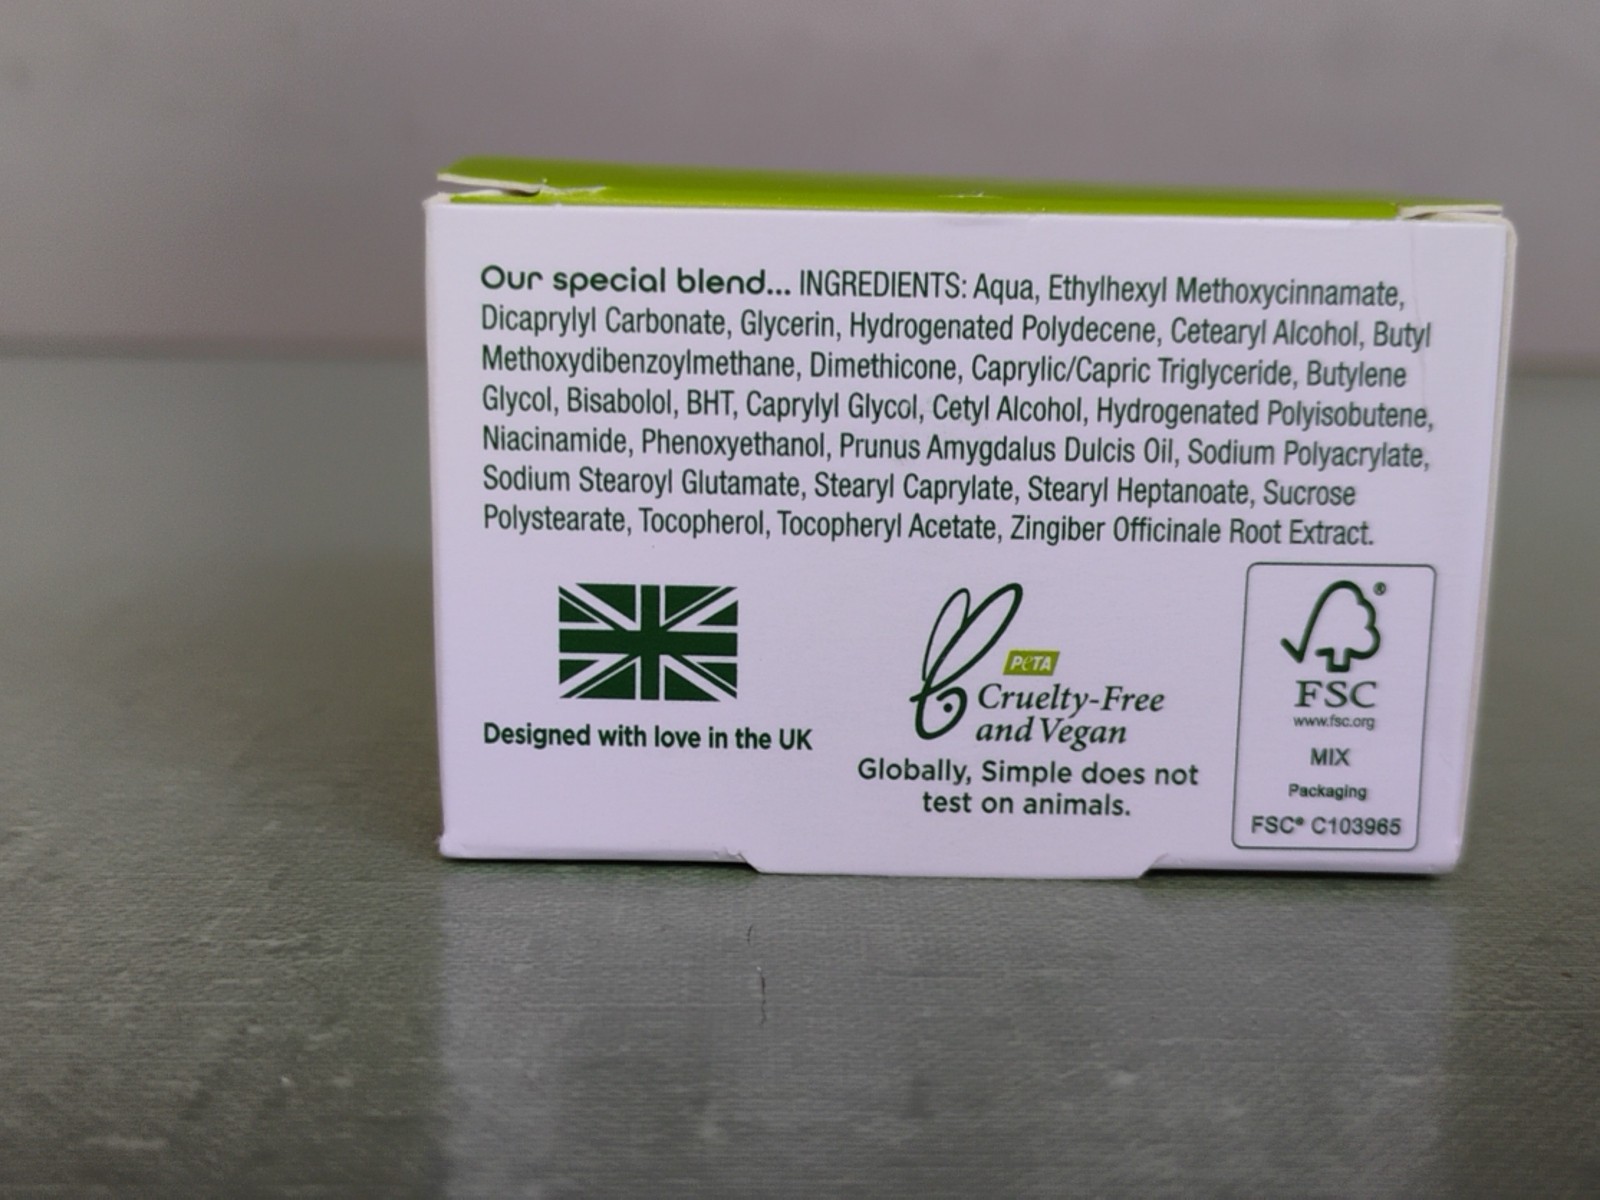 Our special blend... INGREDIENTS: Aqua, Ethylhexyl Methoxycinnamate,
Dicaprylyl Carbonate, Glycerin, Hydrogenated Polydecene, Cetearyl Alcohol, Butyl
Methoxydibenzoylmethane, Dimethicone, Caprylic/Capric Triglyceride, Butylene
Glycol, Bisabolol, BHT, Caprylyl Glycol, Cetyl Alcohol, Hydrogenated Polyisobutene,
Niacinamide, Phenoxyethanol, Prunus Amygdalus Dulcis Oil, Sodium Polyacrylate,
Sodium Stearoyl Glutamate, Stearyl Caprylate, Stearyl Heptanoate, Sucrose
Polystearate, Tocopherol, Tocopheryl Acetate, Zingiber Officinale Root Extract.
Designed with love in the UK
PeTA
Cruelty-Free
and Vegan
Globally, Simple does not
test on animals.
®
FSC
www.fsc.org
MIX
Packaging
FSC® C103965